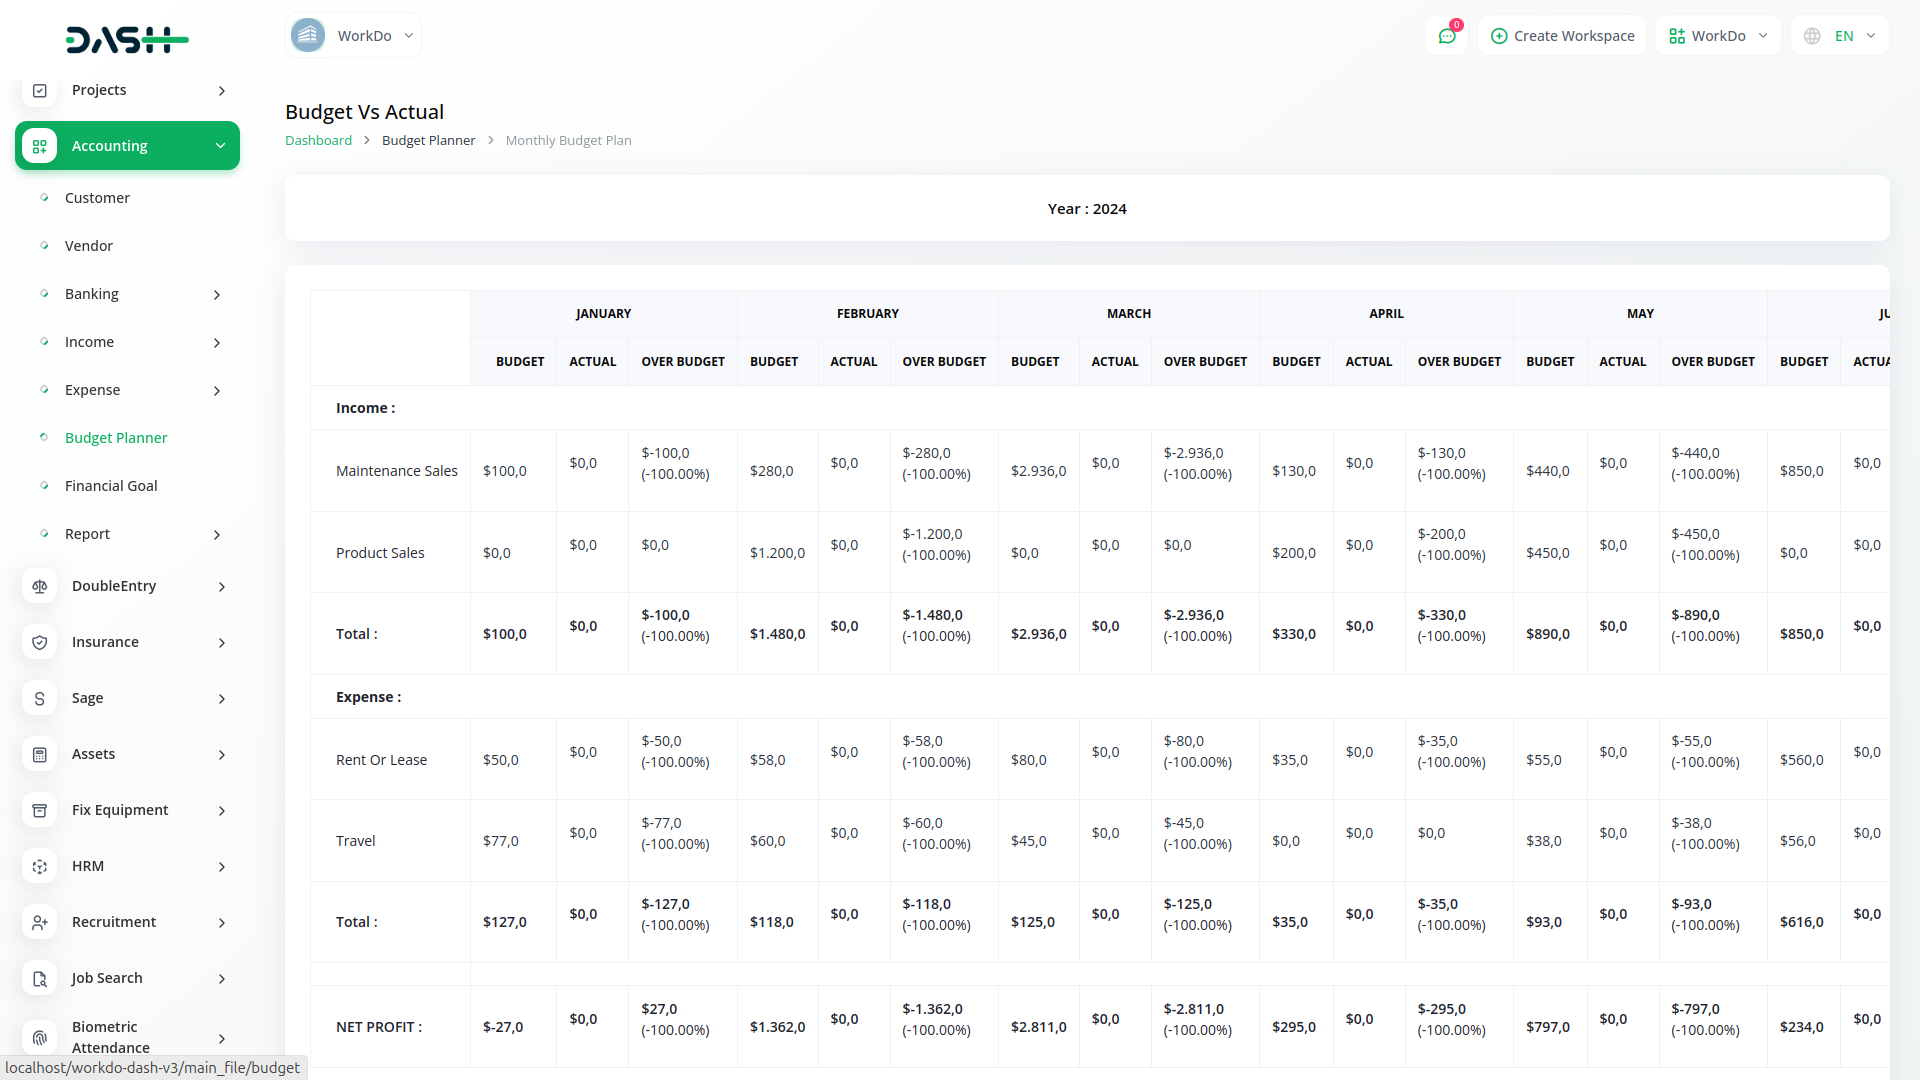 DASH
WorkDo
0
Create Workspace
WorkDo
EN
Projects
Accounting
Customer
Vendor
Banking
Income
Expense
Budget Planner
Financial Goal
Report
DoubleEntry
Insurance
S Sage
Assets
Fix Equipment
HRM
Recruitment
Job Search
Biometric
Attendance
localhost/workdo-dash-v3/main_file/budget
Budget Vs Actual
Dashboard > Budget Planner > Monthly Budget Plan
Year : 2024
JANUARY FEBRUARY MARCH APRIL MAY JU
BUDGET ACTUAL OVER BUDGET BUDGET ACTUAL OVER BUDGET BUDGET ACTUAL OVER BUDGET BUDGET ACTUAL OVER BUDGET BUDGET ACTUAL OVER BUDGET BUDGET ACTUA
Income :
Maintenance Sales $100,0 $0,0 $-100,0 (-100.00%) $280,0 $0,0 $-280,0 (-100.00%) $2.936,0 $0,0 $-2.936,0 (-100.00%) $130,0 $0,0 $-130,0 (-100.00%) $440,0 $0,0 $-440,0 (-100.00%) $850,0 $0,0
Product Sales $0,0 $0,0 $0,0 $1.200,0 $0,0 $-1.200,0 (-100.00%) $0,0 $0,0 $0,0 $200,0 $0,0 $-200,0 (-100.00%) $450,0 $0,0 $-450,0 (-100.00%) $0,0 $0,0
Total : $100,0 $0,0 $-100,0 (-100.00%) $1.480,0 $0,0 $-1.480,0 (-100.00%) $2.936,0 $0,0 $-2.936,0 (-100.00%) $330,0 $0,0 $-330,0 (-100.00%) $890,0 $0,0 $-890,0 (-100.00%) $850,0 $0,0
Expense :
Rent Or Lease $50,0 $0,0 $-50,0 (-100.00%) $58,0 $0,0 $-58,0 (-100.00%) $80,0 $0,0 $-80,0 (-100.00%) $35,0 $0,0 $-35,0 (-100.00%) $55,0 $0,0 $-55,0 (-100.00%) $560,0 $0,0
Travel $77,0 $0,0 $-77,0 (-100.00%) $60,0 $0,0 $-60,0 (-100.00%) $45,0 $0,0 $-45,0 (-100.00%) $0,0 $0,0 $0,0 $38,0 $0,0 $-38,0 (-100.00%) $56,0 $0,0
Total : $127,0 $0,0 $-127,0 (-100.00%) $118,0 $0,0 $-118,0 (-100.00%) $125,0 $0,0 $-125,0 (-100.00%) $35,0 $0,0 $-35,0 (-100.00%) $93,0 $0,0 $-93,0 (-100.00%) $616,0 $0,0
NET PROFIT : $-27,0 $0,0 $27,0 (-100.00%) $1.362,0 $0,0 $-1.362,0 (-100.00%) $2.811,0 $0,0 $-2.811,0 (-100.00%) $295,0 $0,0 $-295,0 (-100.00%) $797,0 $0,0 $-797,0 (-100.00%) $234,0 $0,0